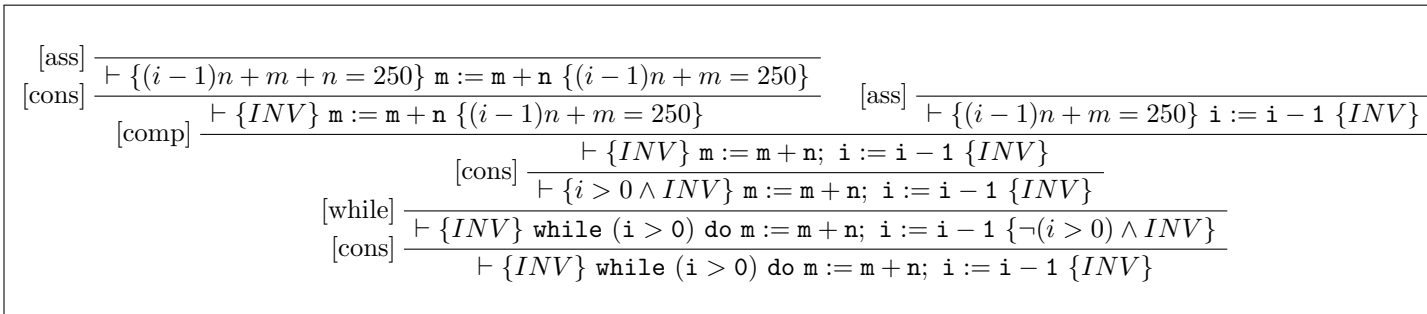 [ass]
⊢ {(i − 1)n + m + n = 250} m := m + n {(i − 1)n + m = 250}
[cons]
⊢ {INV} m := m + n {(i − 1)n + m = 250}
[ass]
⊢ {(i − 1)n + m = 250} i := i − 1 {INV}
[comp]
⊢ {INV} m := m + n; i := i − 1 {INV}
[cons]
⊢ {i > 0 ∧ INV} m := m + n; i := i − 1 {INV}
[while]
⊢ {INV} while (i > 0) do m := m + n; i := i − 1 {¬(i > 0) ∧ INV}
[cons]
⊢ {INV} while (i > 0) do m := m + n; i := i − 1 {INV}